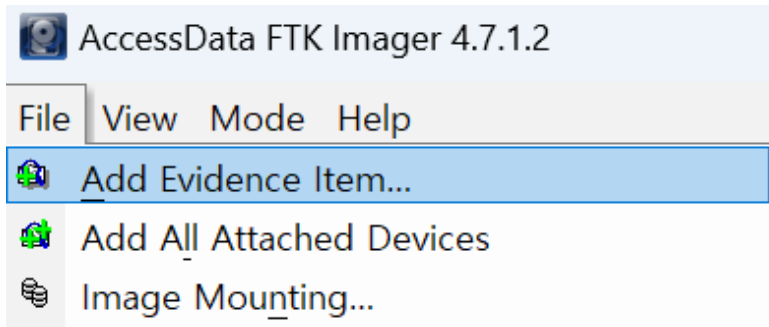 AccessData FTK Imager 4.7.1.2
File View Mode Help
Add Evidence Item...
Add All Attached Devices
Image Mounting...